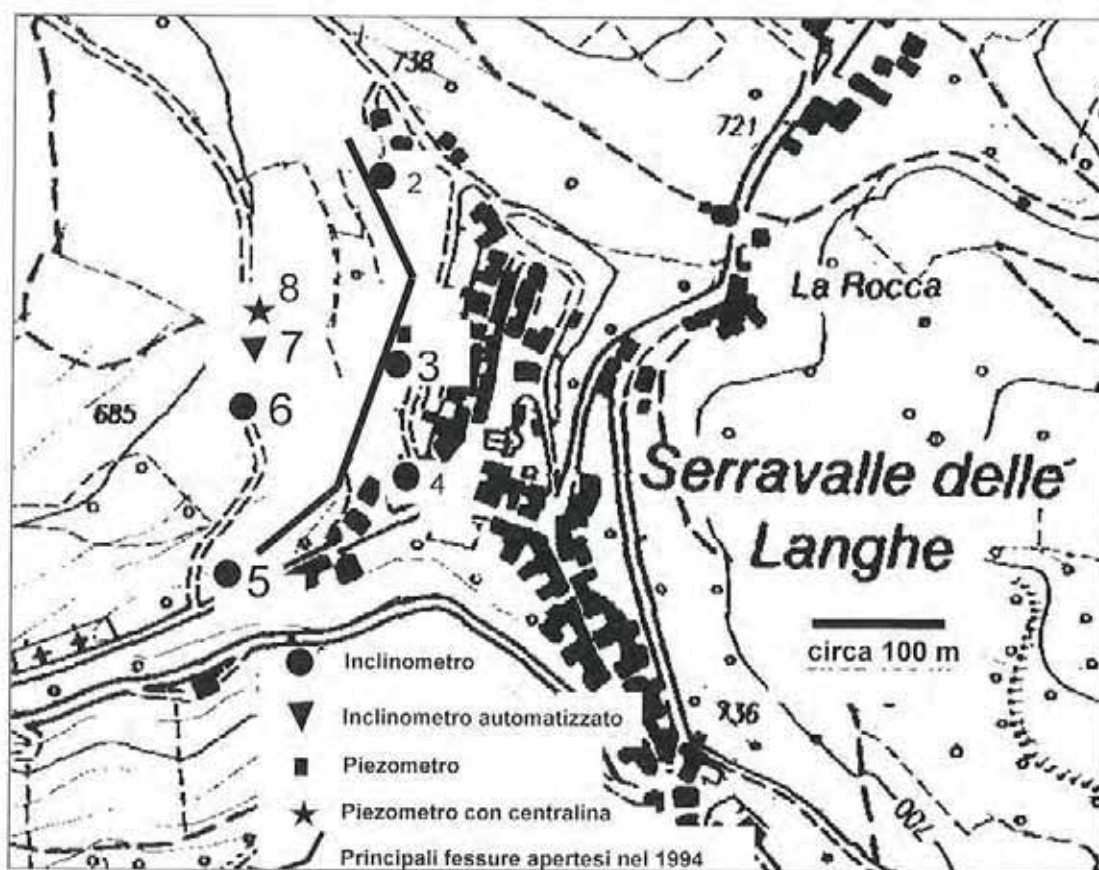 738
721
2
8
La Rocca
7
3
6
685
Serravalle delle
4
Langhe
5
circa 100 m
Inclinometro
Inclinometro automatizzato
736
Piezometro
700
Piezometro con centralina
Principali fessure apertesi nel 1994